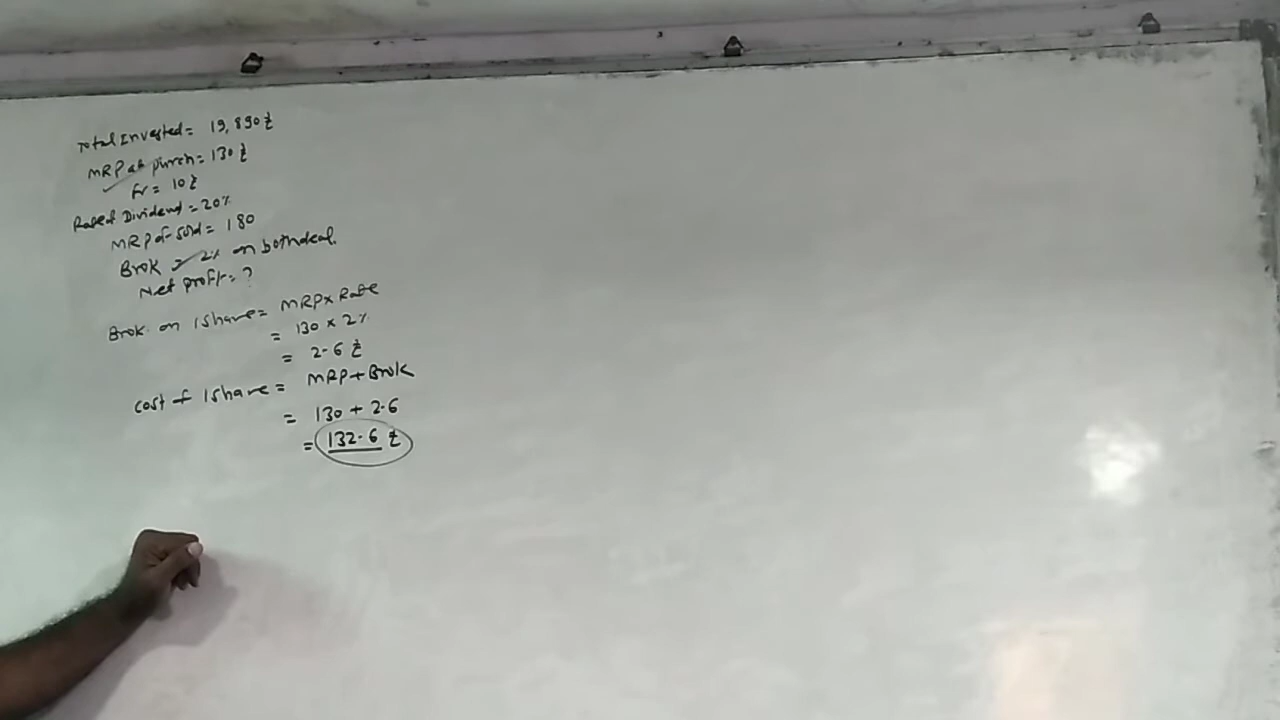 Total Invested = 19,890 ₹
MRP at purch = 130 ₹
Fv = 10 ₹
Rate of Dividend = 20%
MRP of sold = 180
Brok = 2% on both deal.
Net profit = ?
Brok. on 1 share = MRP x Rate
= 130 x 2%
= 2.6 ₹
Cost of 1 share = MRP + Brok
= 130 + 2.6
= 132.6 ₹